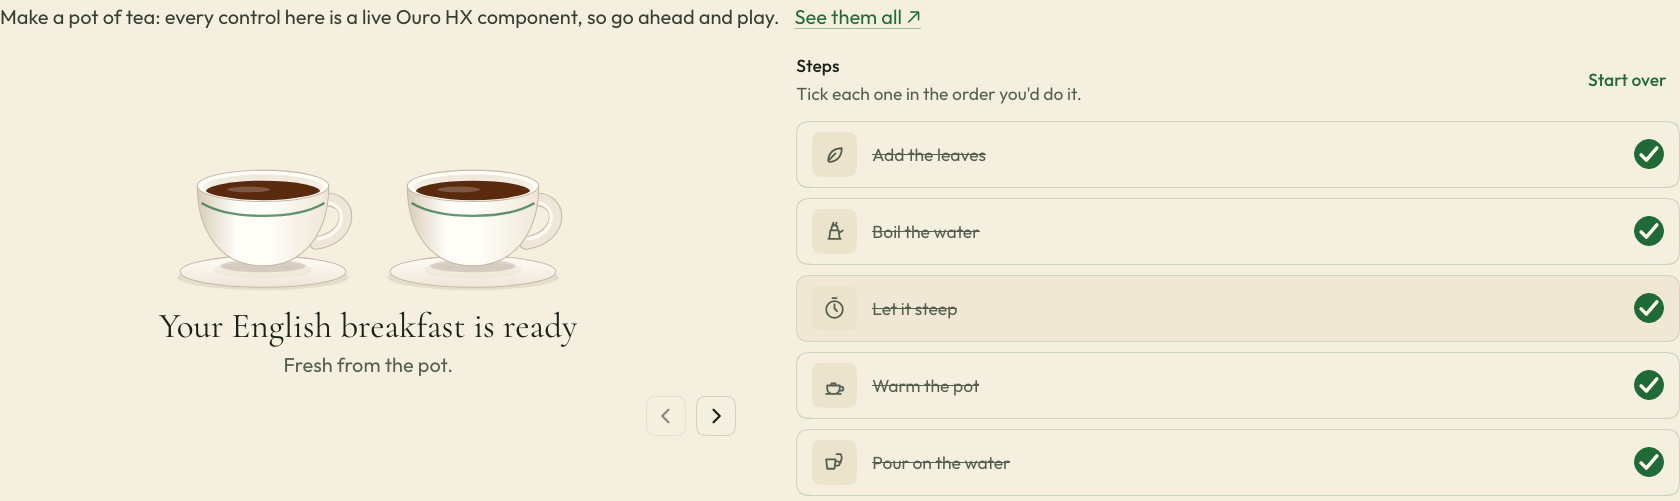 Make a pot of tea: every control here is a live Ouro HX component, so go ahead and play. See them all ↗
Your English breakfast is ready
Fresh from the pot.
Steps
Tick each one in the order you'd do it.
Start over
Add the leaves
Boil the water
Let it steep
Warm the pot
Pour on the water